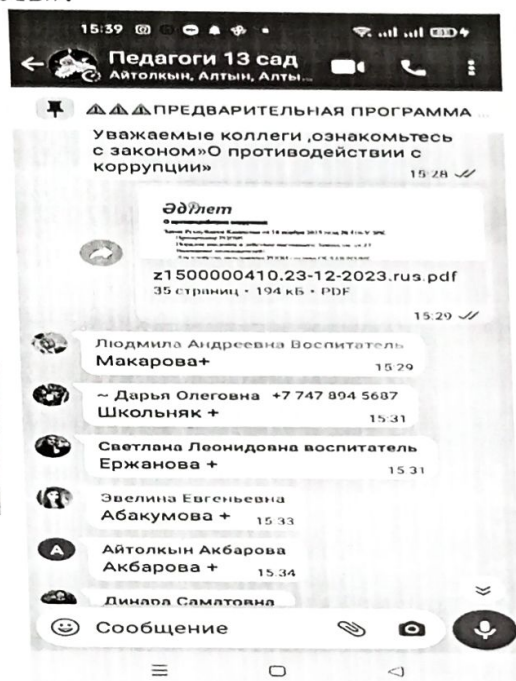 15:39
Педагоги 13 сад
Айтолкын, Алтын, Алты...
⚠⚠⚠ПРЕДВАРИТЕЛЬНАЯ ПРОГРАММА ...
Уважаемые коллеги ,ознакомьтесь
с законом»О противодействии с
коррупции»
15:28
Әділет
О противодействии коррупции
z1500000410.23-12-2023.rus.pdf
35 страниц • 194 кБ • PDF
15:29
Людмила Андреевна Воспитатель
Макарова+
15:29
~ Дарья Олеговна +7 747 894 5687
Школьняк +
15:31
Светлана Леонидовна воспитатель
Ержанова +
15:31
Эвелина Евгеньевна
Абакумова +
15:33
А
Айтолкын Акбарова
Акбарова +
15:34
Динара Саматовна
Сообщение